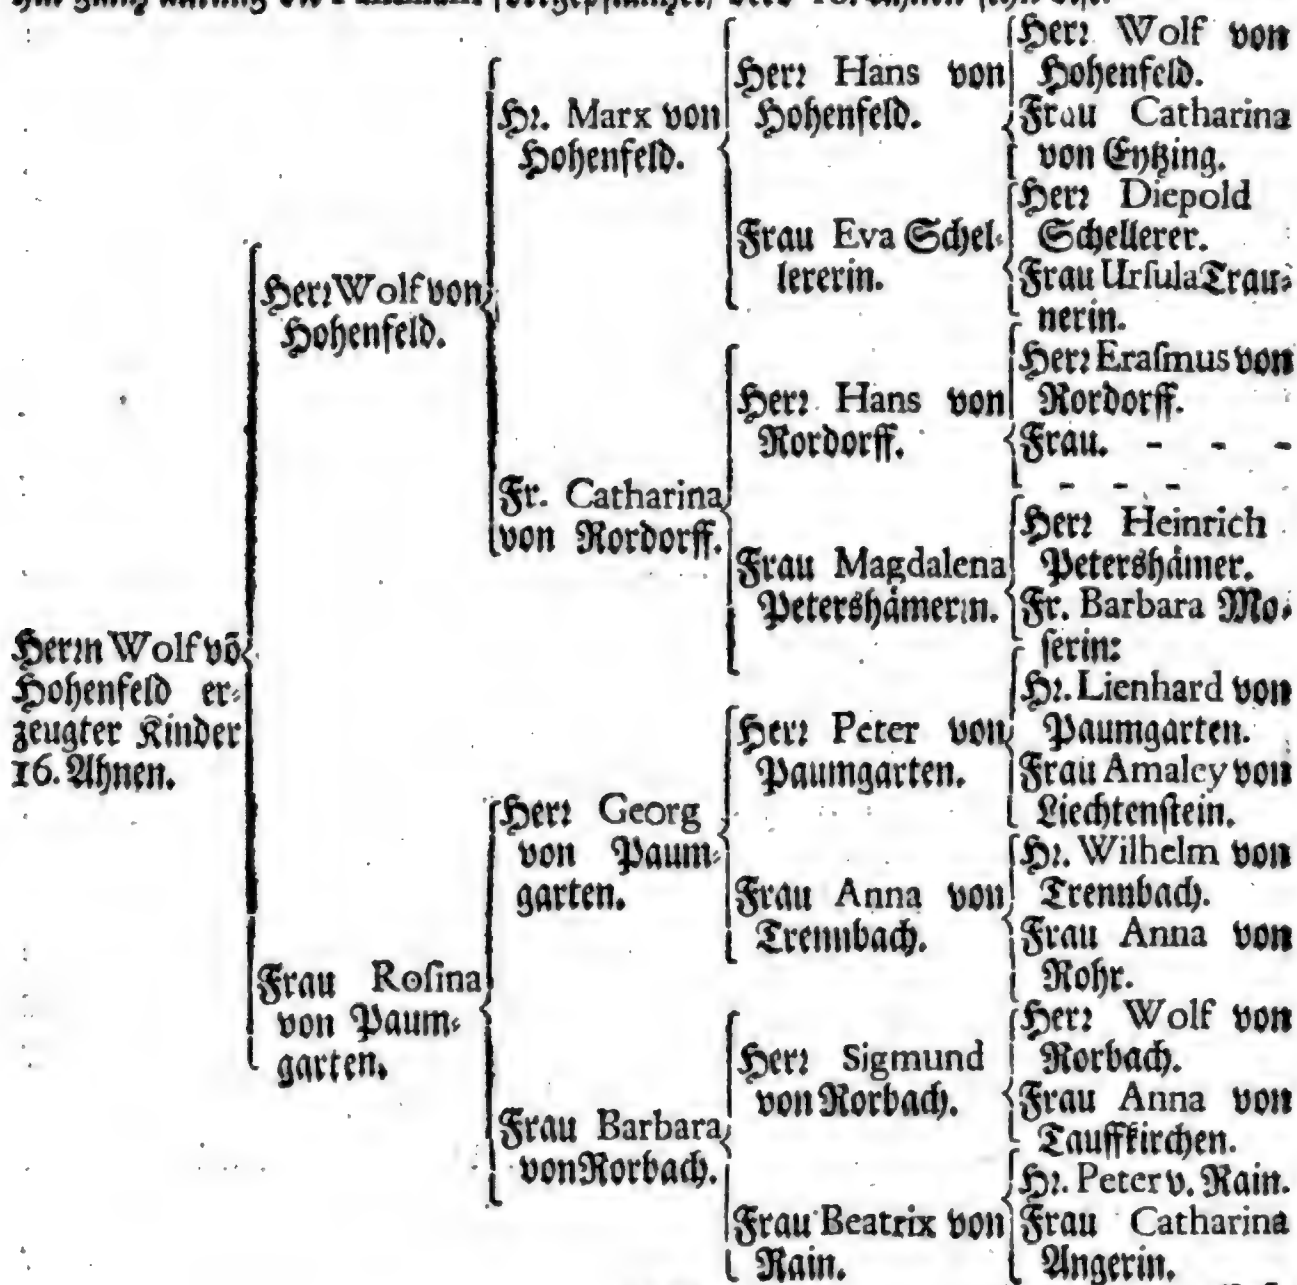 Herr Wolf von
Hohenfeld.
Frau Catharina
von Eytzing.
Herr Hans von
Hohenfeld.
Hr. Marx von
Hohenfeld.
Herr Diepold
Schellerer.
Frau Ursula Trau-
nerin.
Frau Eva Schel-
lererin.
Herr Wolf von
Hohenfeld.
Herr Erasmus von
Rordorff.
Frau. - - -
- - - -
Herr Hans von
Rordorff.
Fr. Catharina
von Rordorff.
Herr Heinrich
Petershämer.
Fr. Barbara Mo-
serin:
Frau Magdalena
Petershämerin.
Herrn Wolf võ
Hohenfeld er-
zeugter Kinder
16. Ahnen.
Hr. Lienhard von
Paumgarten.
Frau Amaley von
Liechtenstein.
Herr Peter von
Paumgarten.
Herr Georg
von Paum-
garten.
Hr. Wilhelm von
Trennbach.
Frau Anna von
Rohr.
Frau Anna von
Trennbach.
Frau Rosina
von Paum-
garten.
Herr Wolf von
Rorbach.
Frau Anna von
Tauffkirchen.
Herr Sigmund
von Rorbach.
Frau Barbara
von Rorbach.
Hr. Peter v. Rain.
Frau Catharina
Angerin.
Frau Beatrix von
Rain.